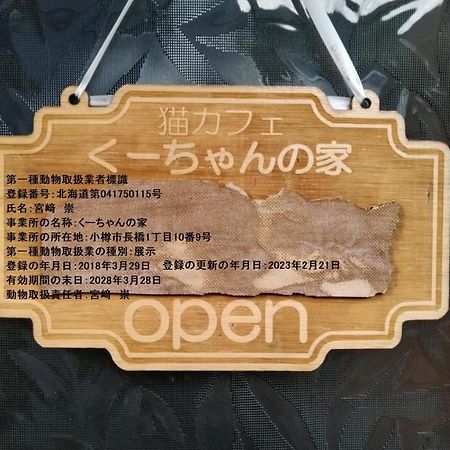 猫カフェ
くーちゃんの家
第一種動物取扱業者標識
登録番号:北海道第041750115号
氏名:宮﨑 崇
事業所の名称:くーちゃんの家
事業所の所在地:小樽市長橋1丁目10番9号
第一種動物取扱業の種別:展示
登録の年月日:2018年3月29日 登録の更新の年月日:2023年2月21日
有効期間の末日:2028年3月28日
動物取扱責任者:宮﨑 崇
open